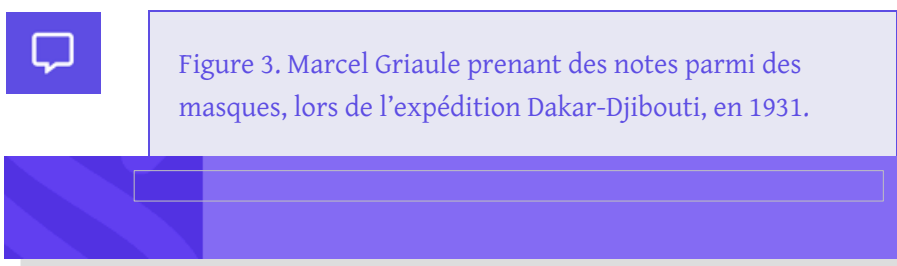 Figure 3. Marcel Griaule prenant des notes parmi des
masques, lors de l’expédition Dakar-Djibouti, en 1931.